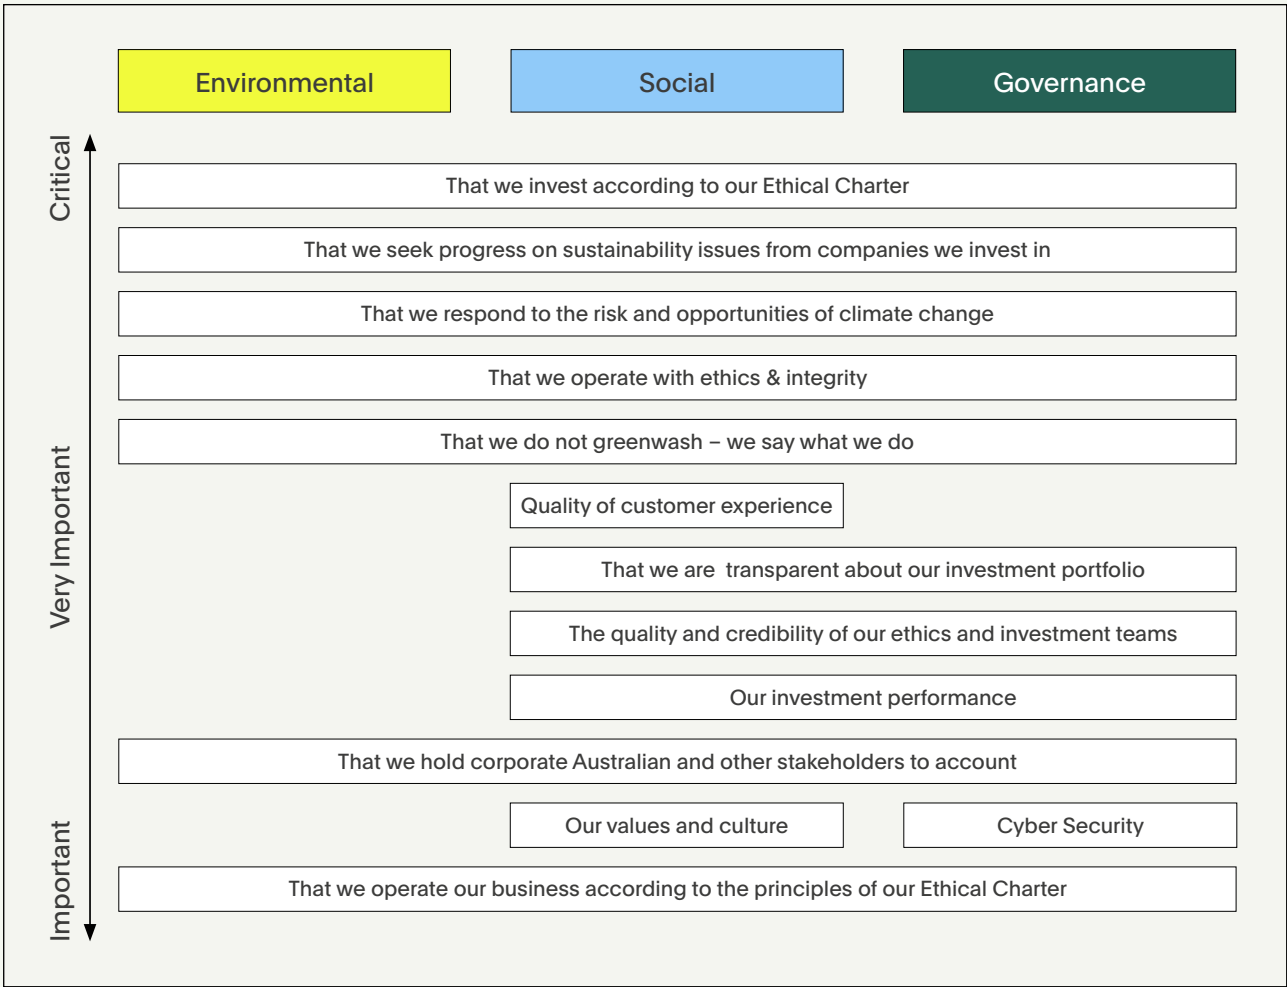 Environmental
Social
Governance
Critical
That we invest according to our Ethical Charter
That we seek progress on sustainability issues from companies we invest in
That we respond to the risk and opportunities of climate change
That we operate with ethics & integrity
Very Important
That we do not greenwash – we say what we do
Quality of customer experience
That we are  transparent about our investment portfolio
The quality and credibility of our ethics and investment teams
Our investment performance
That we hold corporate Australian and other stakeholders to account
Important
Our values and culture
Cyber Security
That we operate our business according to the principles of our Ethical Charter